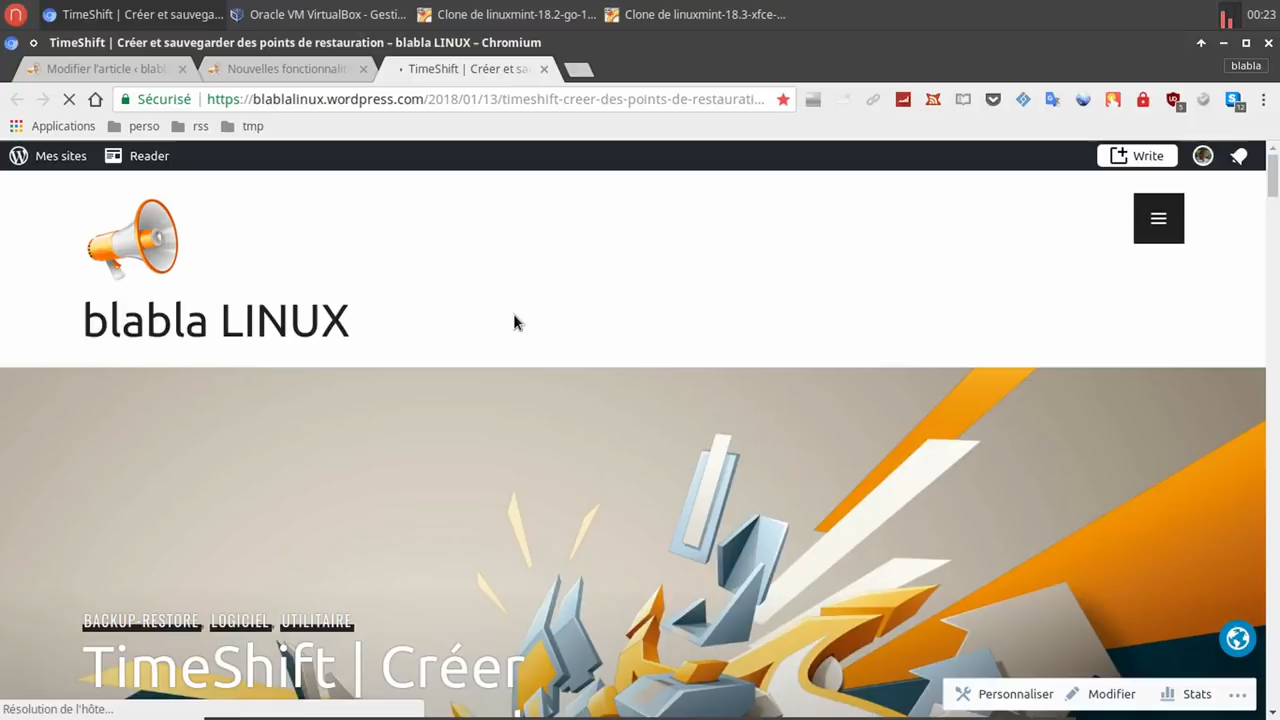 TimeShift | Créer et sauvega... Oracle VM VirtualBox - Gesti... Clone de linuxmint-18.2-go-1... Clone de linuxmint-18.3-xfce-... 00:23
TimeShift | Créer et sauvegarder des points de restauration – blabla LINUX – Chromium
Modifier l'article ‹ blabl Nouvelles fonctionnalit TimeShift | Créer et sa blabla
Sécurisé https://blablalinux.wordpress.com/2018/01/13/timeshift-creer-des-points-de-restaurati... 5 12
Applications perso rss tmp
Mes sites Reader Write
blabla LINUX
BACKUP-RESTORE, LOGICIEL, UTILITAIRE
TimeShift | Créer
Personnaliser Modifier Stats
Résolution de l'hôte...